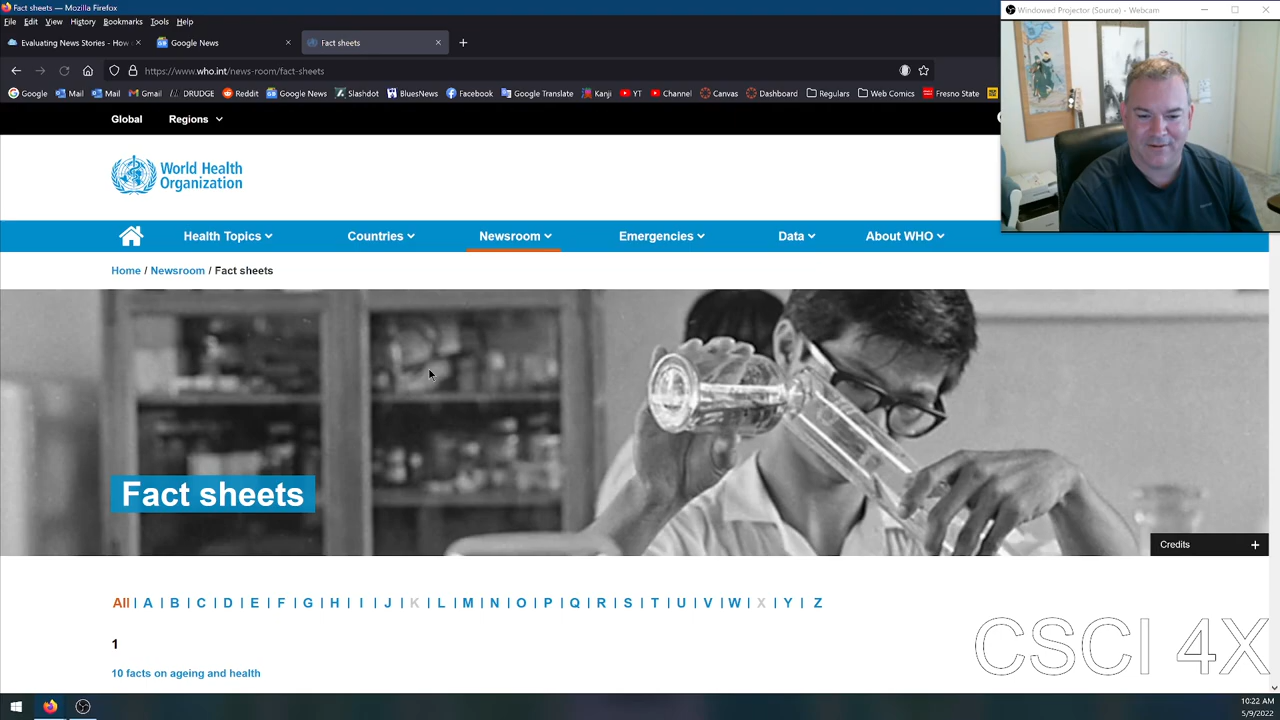 Fact sheets — Mozilla Firefox
File Edit View History Bookmarks Tools Help
Evaluating News Stories - How
Google News
Fact sheets
https://www.who.int/news-room/fact-sheets
Google Mail Mail Gmail DRUDGE Reddit Google News Slashdot BluesNews Facebook Google Translate Kanji YT Channel Canvas Dashboard Regulars Web Comics Fresno State
Windowed Projector (Source) - Webcam
Global Regions
World Health
Organization
Health Topics Countries Newsroom Emergencies Data About WHO
Home / Newsroom / Fact sheets
Fact sheets
Credits +
All | A | B | C | D | E | F | G | H | I | J | K | L | M | N | O | P | Q | R | S | T | U | V | W | X | Y | Z
1
10 facts on ageing and health
CSCI 4X
10:22 AM
5/9/2022